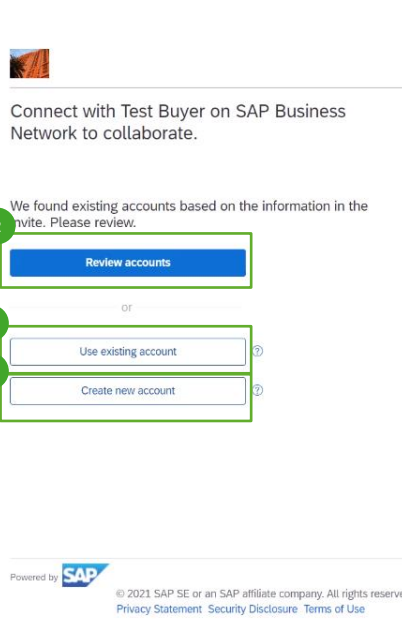 Connect with Test Buyer on SAP Business
Network to collaborate.
We found existing accounts based on the information in the
invite. Please review.
Review accounts
or
Use existing account
?
Create new account
?
Powered by SAP
© 2021 SAP SE or an SAP affiliate company. All rights reserve
Privacy Statement Security Disclosure Terms of Use